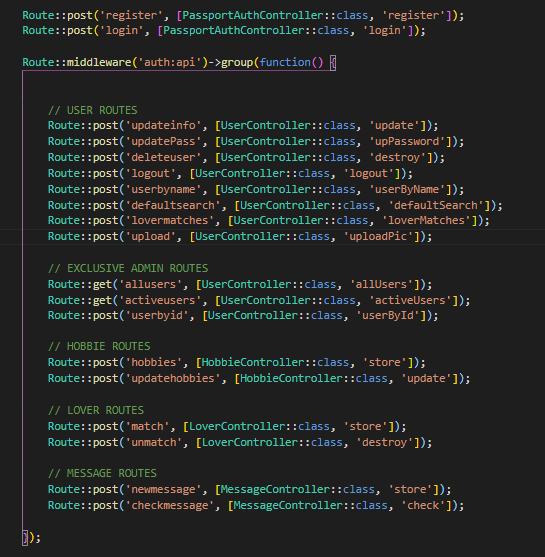 Route::post('register', [PassportAuthController::class, 'register']);
Route::post('login', [PassportAuthController::class, 'login']);
Route::middleware('auth:api')->group(function() {
// USER ROUTES
Route::post('updateinfo', [UserController::class, 'update']);
Route::post('updatePass', [UserController::class, 'upPassword']);
Route::post('deleteuser', [UserController::class, 'destroy']);
Route::post('logout', [UserController::class, 'logout']);
Route::post('userbyname', [UserController::class, 'userByName']);
Route::post('defaultsearch', [UserController::class, 'defaultSearch']);
Route::post('lovermatches', [UserController::class, 'loverMatches']);
Route::post('upload', [UserController::class, 'uploadPic']);
// EXCLUSIVE ADMIN ROUTES
Route::get('allusers', [UserController::class, 'allUsers']);
Route::get('activeusers', [UserController::class, 'activeUsers']);
Route::post('userbyid', [UserController::class, 'userById']);
// HOBBIE ROUTES
Route::post('hobbies', [HobbieController::class, 'store']);
Route::post('updatehobbies', [HobbieController::class, 'update']);
// LOVER ROUTES
Route::post('match', [LoverController::class, 'store']);
Route::post('unmatch', [LoverController::class, 'destroy']);
// MESSAGE ROUTES
Route::post('newmessage', [MessageController::class, 'store']);
Route::post('checkmessage', [MessageController::class, 'check']);
});